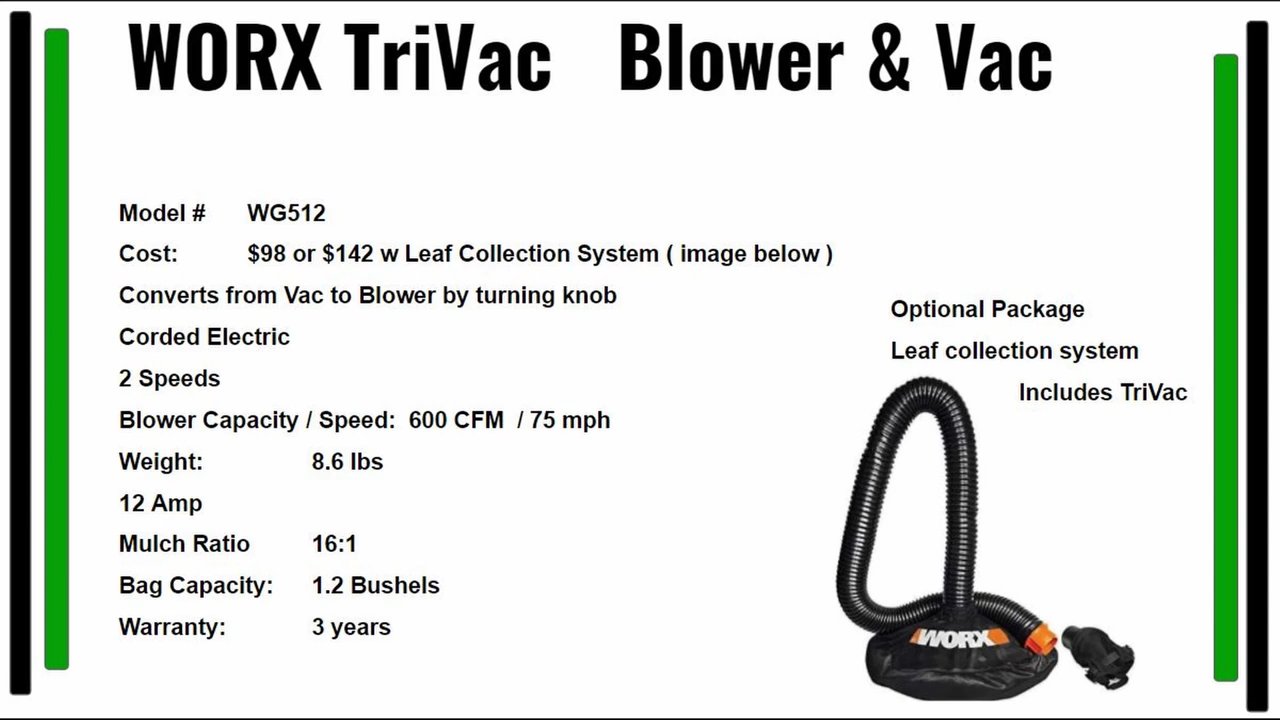 WORX TriVac Blower & Vac
Model # WG512
Cost: $98 or $142 w Leaf Collection System ( image below )
Converts from Vac to Blower by turning knob
Corded Electric
2 Speeds
Blower Capacity / Speed: 600 CFM / 75 mph
Weight: 8.6 lbs
12 Amp
Mulch Ratio 16:1
Bag Capacity: 1.2 Bushels
Warranty: 3 years
Optional Package
Leaf collection system
Includes TriVac
WORX